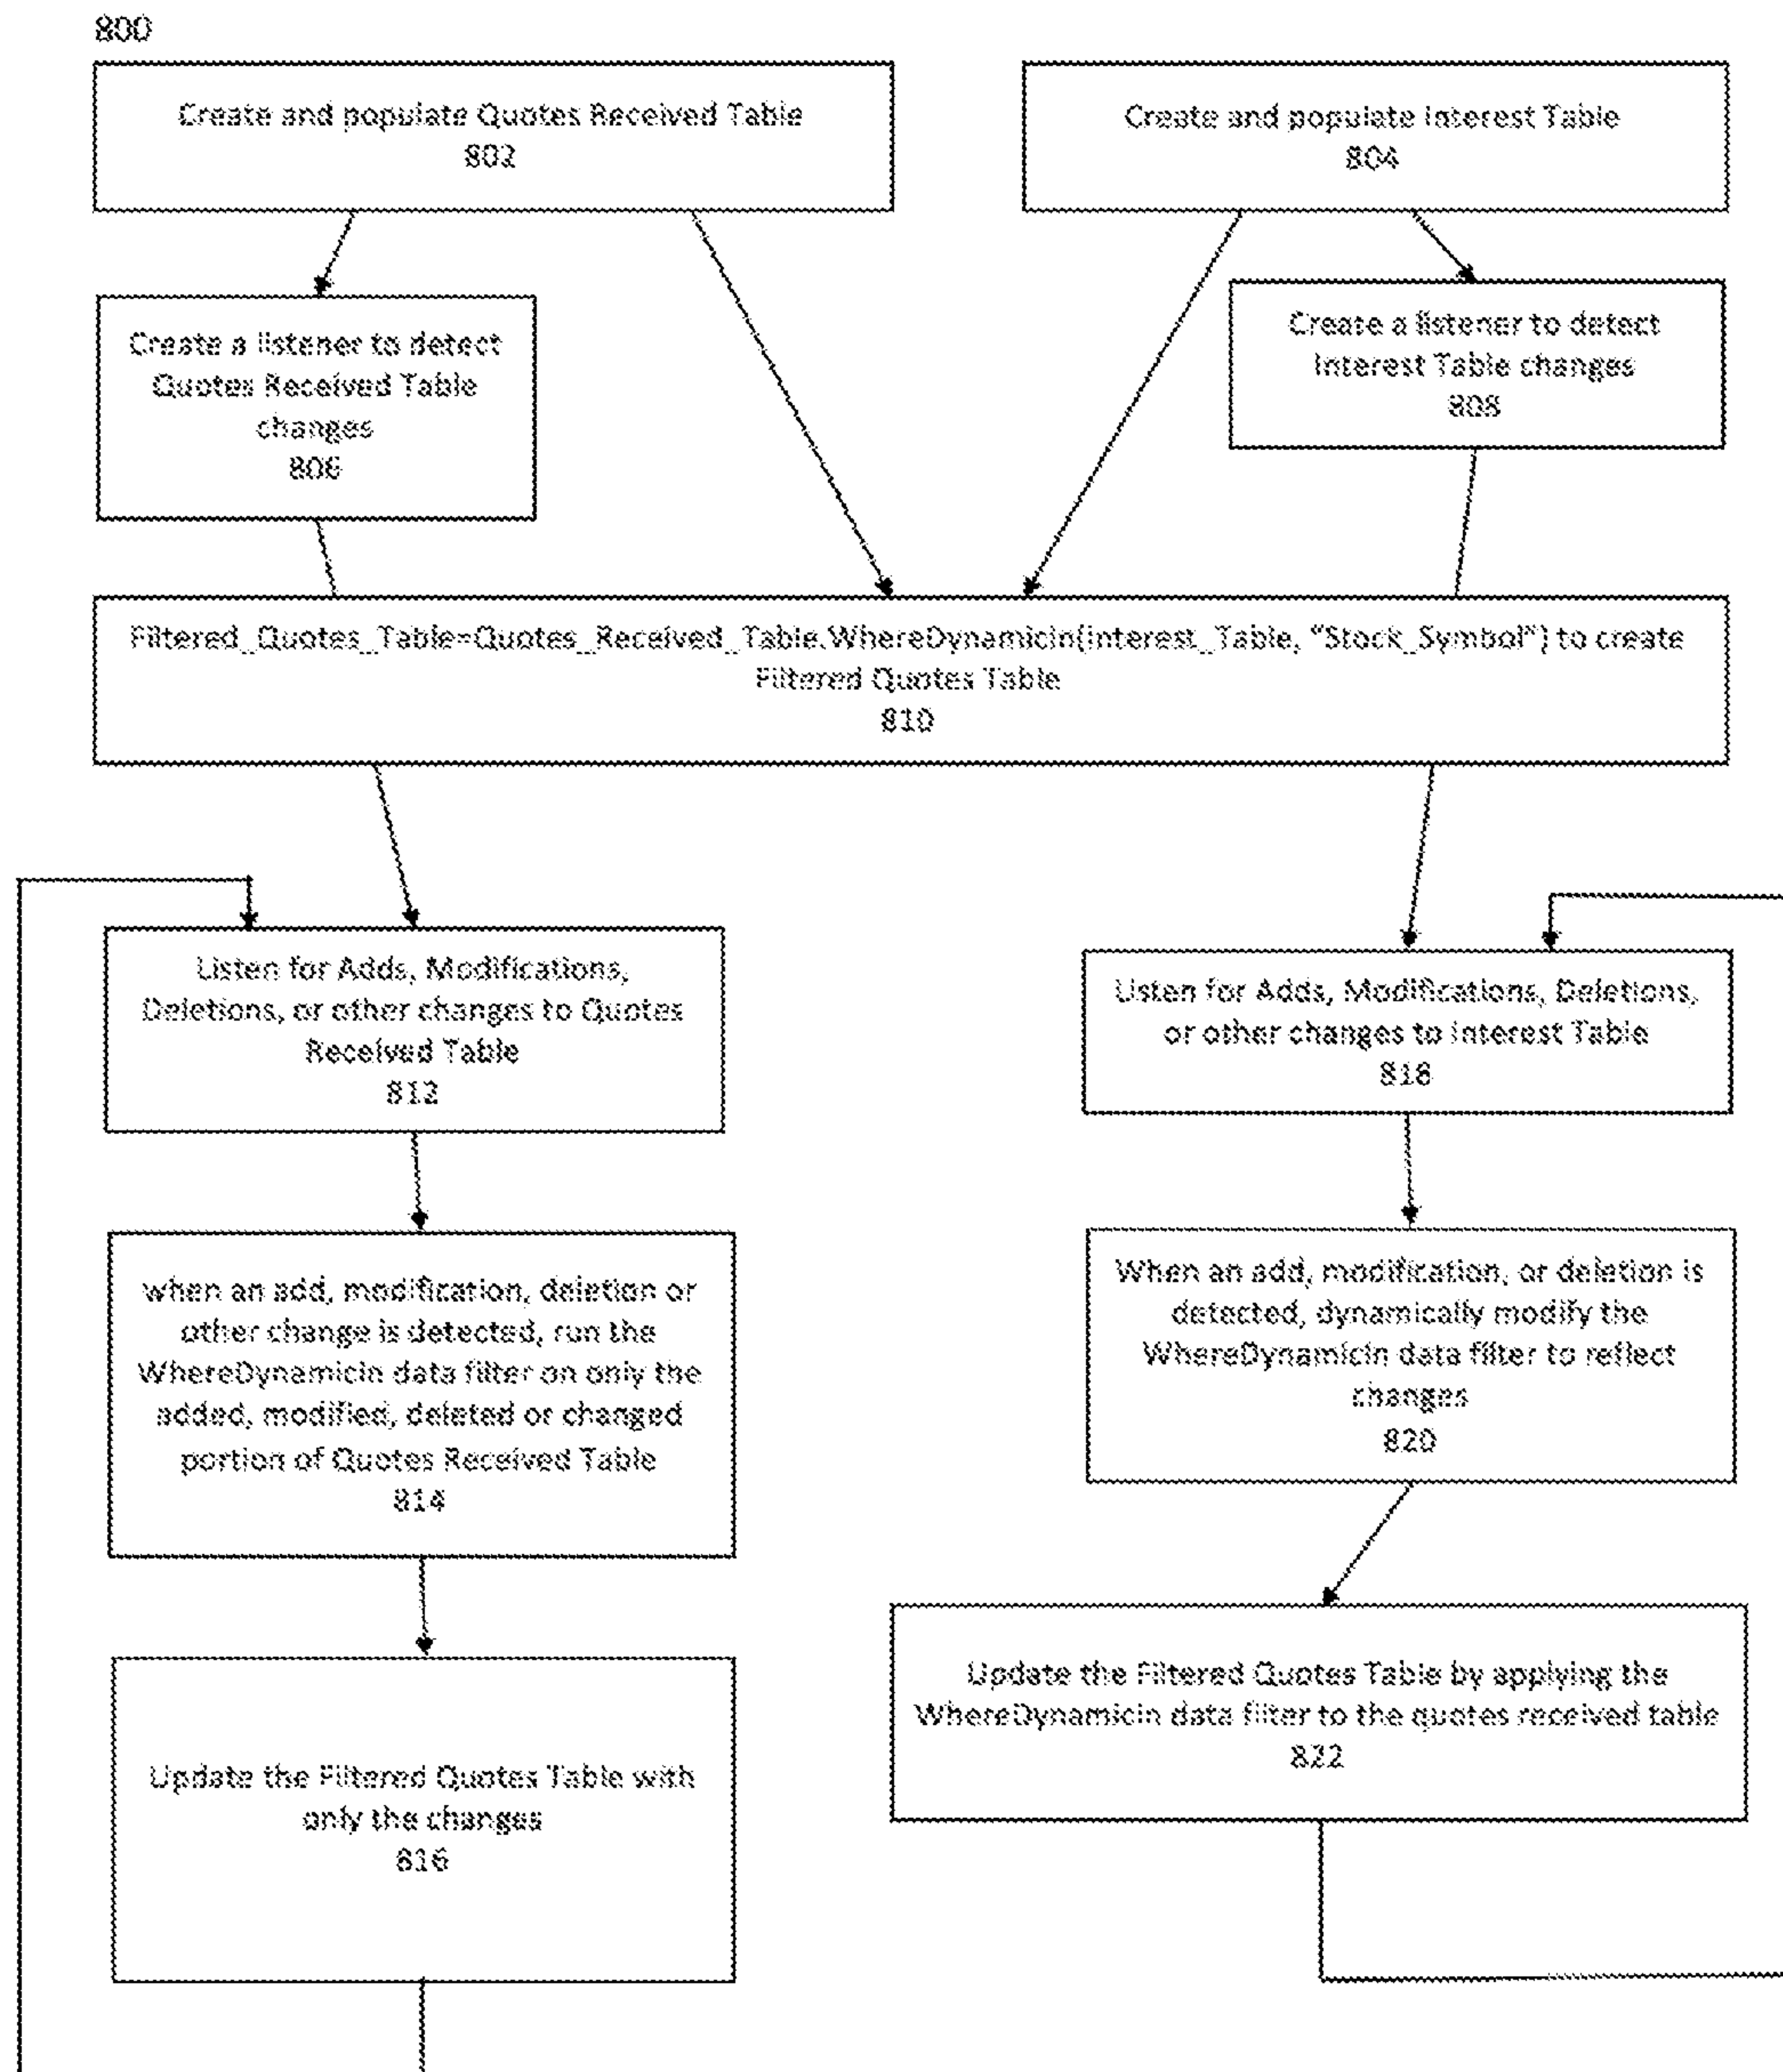 800
Create and populate Quotes Received Table
802
Create and populate Interest Table
804
Create a listener to detect
Quotes Received Table
changes
806
Create a listener to detect
Interest Table changes
808
Filtered_Quotes_Table=Quotes_Received_Table.WhereDynamicIn(Interest_Table, “Stock_Symbol”) to create
Filtered Quotes Table
810
Listen for Adds, Modifications,
Deletions, or other changes to Quotes
Received Table
812
Listen for Adds, Modifications, Deletions,
or other changes to Interest Table
818
when an add, modification, deletion or
other change is detected, run the
WhereDynamicIn data filter on only the
added, modified, deleted or changed
portion of Quotes Received Table
814
When an add, modification, or deletion is
detected, dynamically modify the
WhereDynamicIn data filter to reflect
changes
820
Update the Filtered Quotes Table with
only the changes
816
Update the Filtered Quotes Table by applying the
WhereDynamicIn data filter to the quotes received table
822